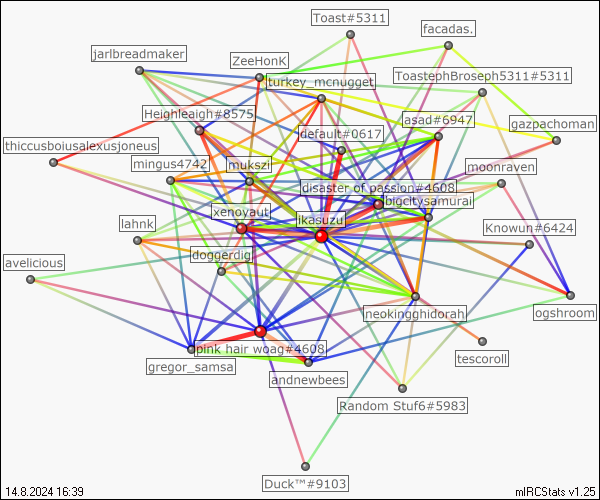 Toast#5311
facadas.
jarlbreadmaker
ZeeHonK
ToastephBroseph5311#5311
turkey_mcnugget
Heighleaigh#8575
asad#6947
gazpachoman
idefault#0617
thiccusboiusalexusjoneus
mingus4742
mukszi
moonraven
disaster of passion#4608
bigcitysamurai
xenoyaut
ikasuzu
lahnk
Knowun#6424
doggerdigi
avelicious
neokingghidorah
ogshroom
pink hair woag#4608
tescoroll
gregor_samsa
andnewbees
Random Stuf6#5983
Duck™#9103
14.8.2024 16:39
mIRCStats v1.25